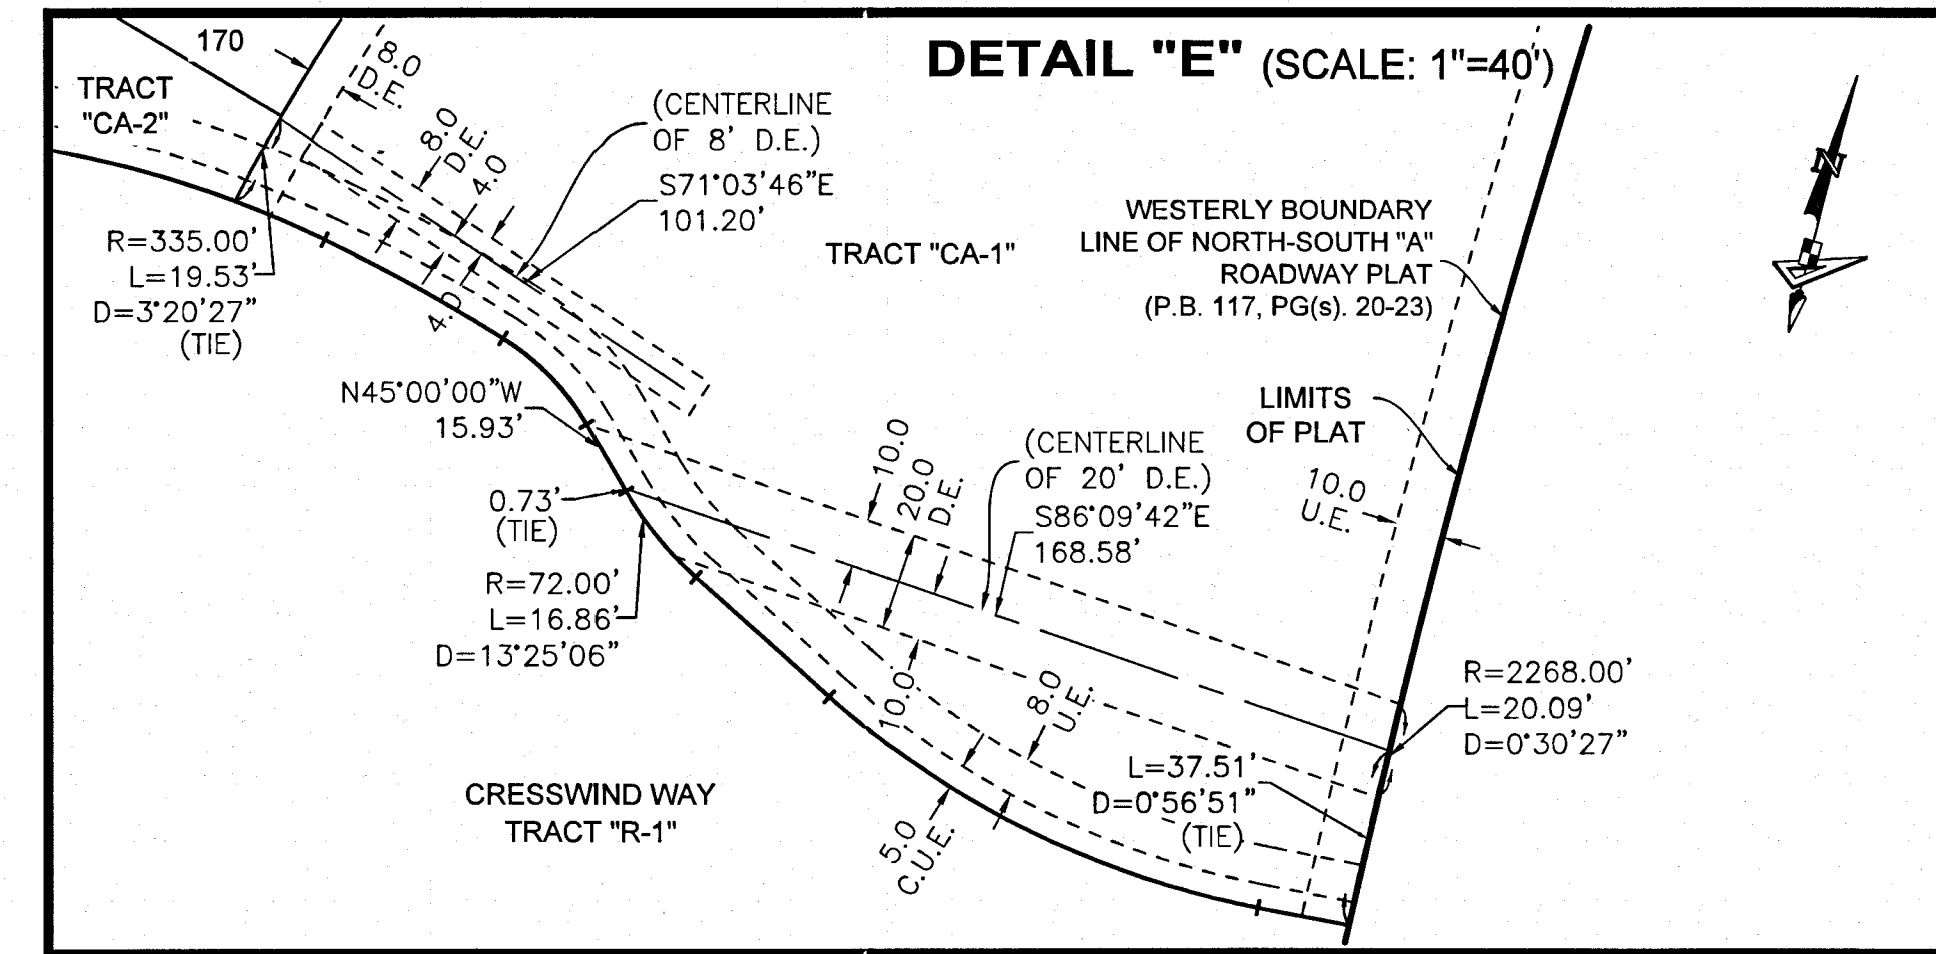 DETAIL "E" (SCALE: 1"=40')
170
TRACT
"CA-2"
8.0
D.E.
8.0
D.E.
4.0
(CENTERLINE
OF 8' D.E.)
S71°03'46"E
101.20'
TRACT "CA-1"
WESTERLY BOUNDARY
LINE OF NORTH-SOUTH "A"
ROADWAY PLAT
(P.B. 117, PG(s). 20-23)
N
R=335.00'
L=19.53'
D=3°20'27"
(TIE)
4.0
N45°00'00"W
15.93'
LIMITS
OF PLAT
10.0
20.0
D.E.
(CENTERLINE
OF 20' D.E.)
S86°09'42"E
168.58'
10.0
U.E.
0.73'
(TIE)
R=72.00'
L=16.86'
D=13°25'06"
10.0
8.0
U.E.
R=2268.00'
L=20.09'
D=0°30'27"
L=37.51'
D=0°56'51"
(TIE)
CRESSWIND WAY
TRACT "R-1"
5.0
C.U.E.